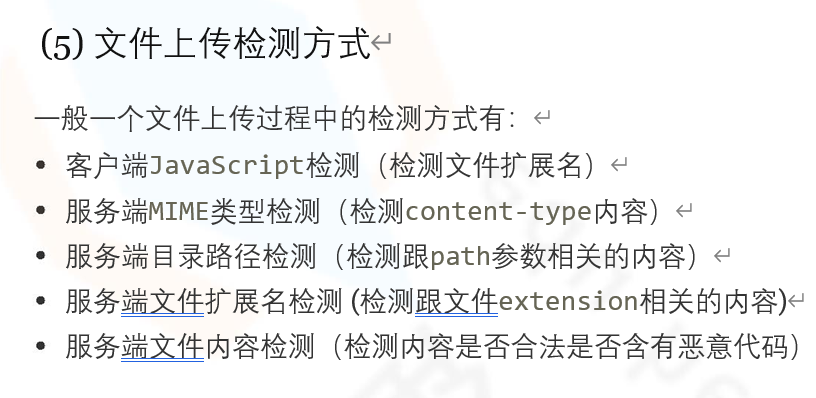 (5) 文件上传检测方式↵
一般一个文件上传过程中的检测方式有：↵
• 客户端JavaScript检测（检测文件扩展名）↵
• 服务端MIME类型检测（检测content-type内容）↵
• 服务端目录路径检测（检测跟path参数相关的内容）↵
• 服务端文件扩展名检测 (检测跟文件extension相关的内容)↵
• 服务端文件内容检测（检测内容是否合法是否含有恶意代码）